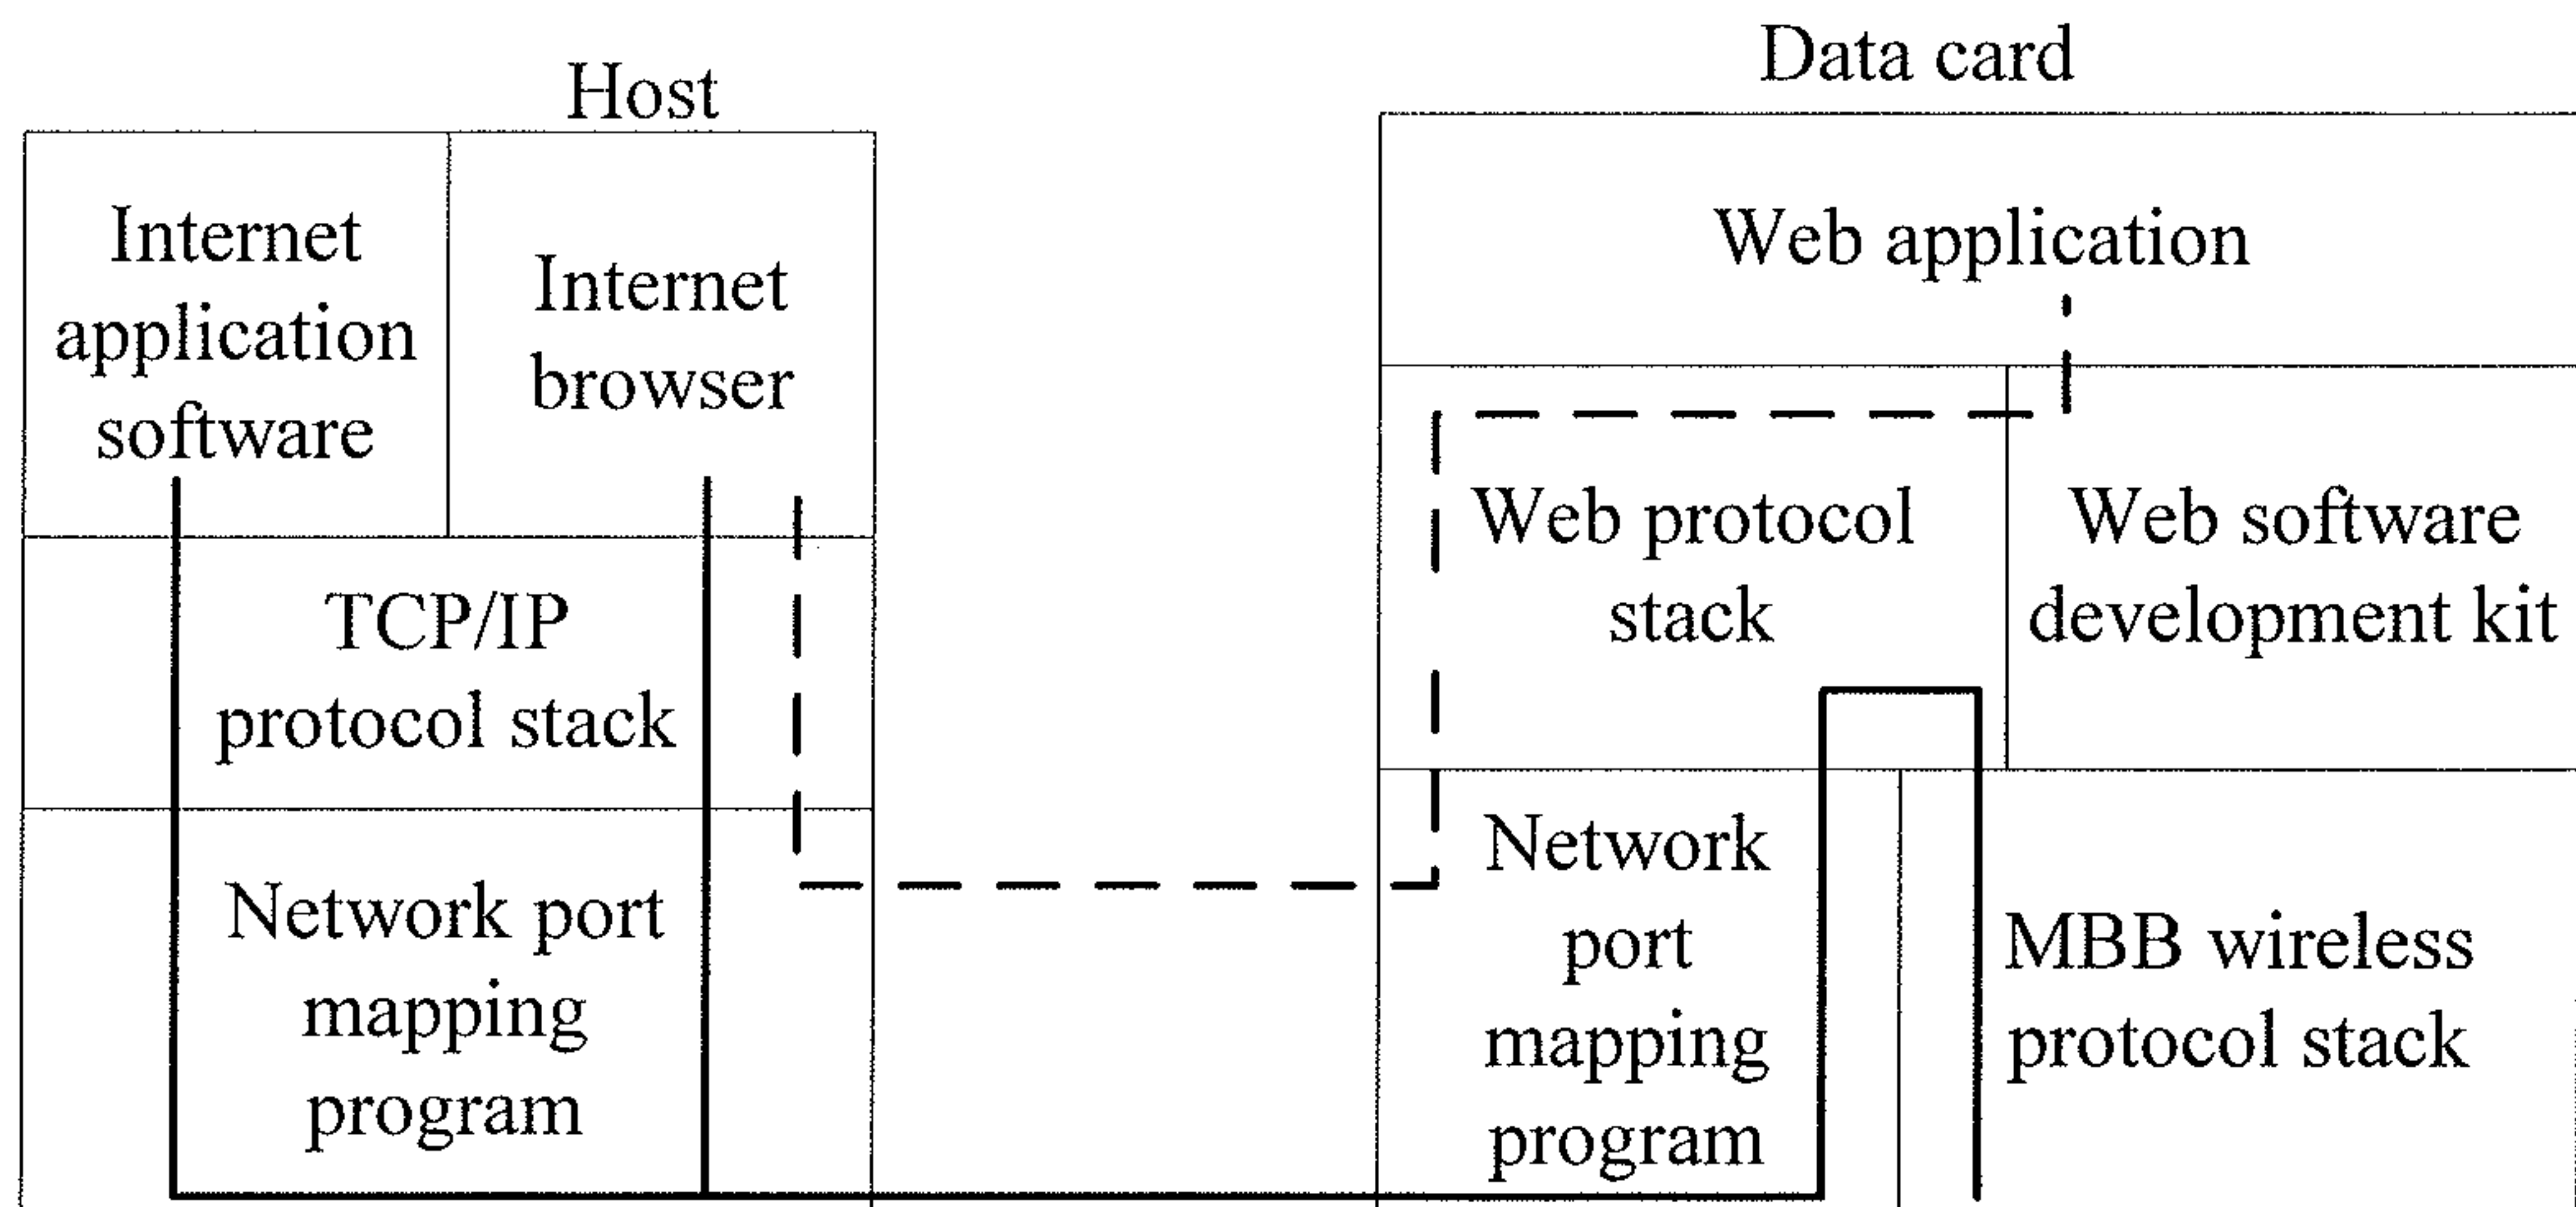 Host
Internet
application
software
Internet
browser
TCP/IP
protocol stack
Network port
mapping
program
Data card
Web application
Web protocol
stack
Web software
development kit
Network
port
mapping
program
MBB wireless
protocol stack